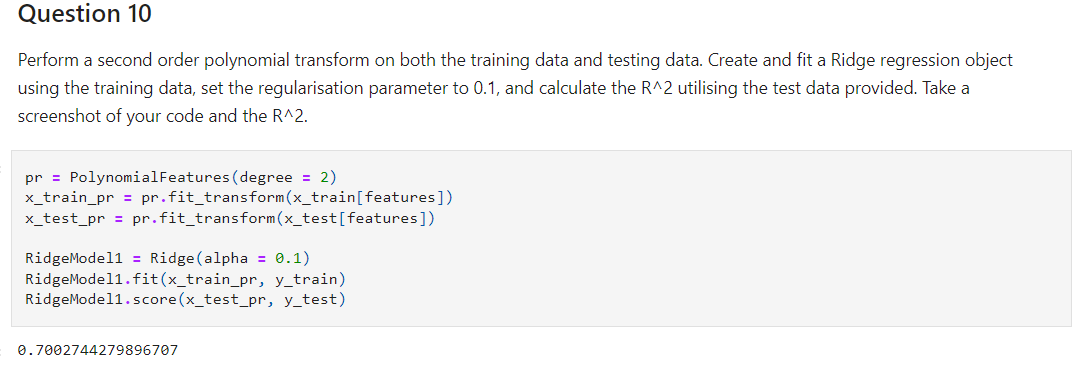 Question 10
Perform a second order polynomial transform on both the training data and testing data. Create and fit a Ridge regression object
using the training data, set the regularisation parameter to 0.1, and calculate the R^2 utilising the test data provided. Take a
screenshot of your code and the R^2.
pr = PolynomialFeatures(degree = 2)
x_train_pr = pr.fit_transform(x_train[features])
x_test_pr = pr.fit_transform(x_test[features])

RidgeModel1 = Ridge(alpha = 0.1)
RidgeModel1.fit(x_train_pr, y_train)
RidgeModel1.score(x_test_pr, y_test)
0.7002744279896707